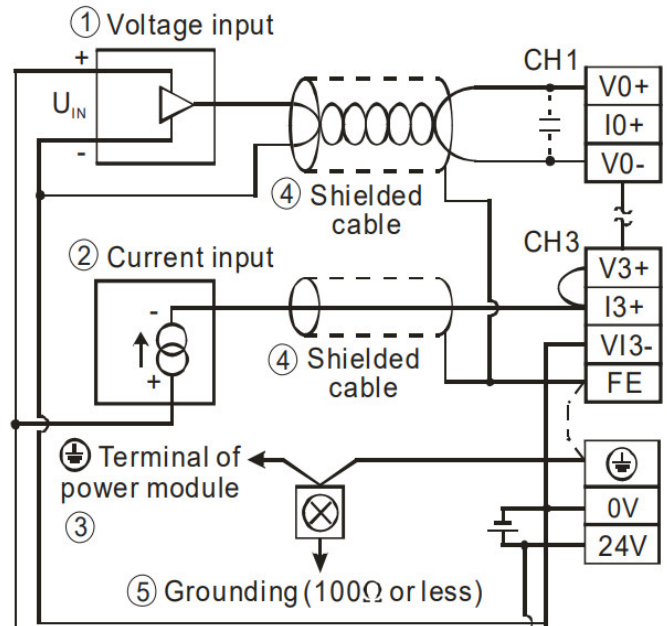 ① Voltage input
+
U_IN
-
④ Shielded
cable
CH1
V0+
I0+
V0-
② Current input
-
+
④ Shielded
cable
CH3
V3+
I3+
VI3-
FE
Terminal of
power module
③
⑤ Grounding (100Ω or less)
0V
24V